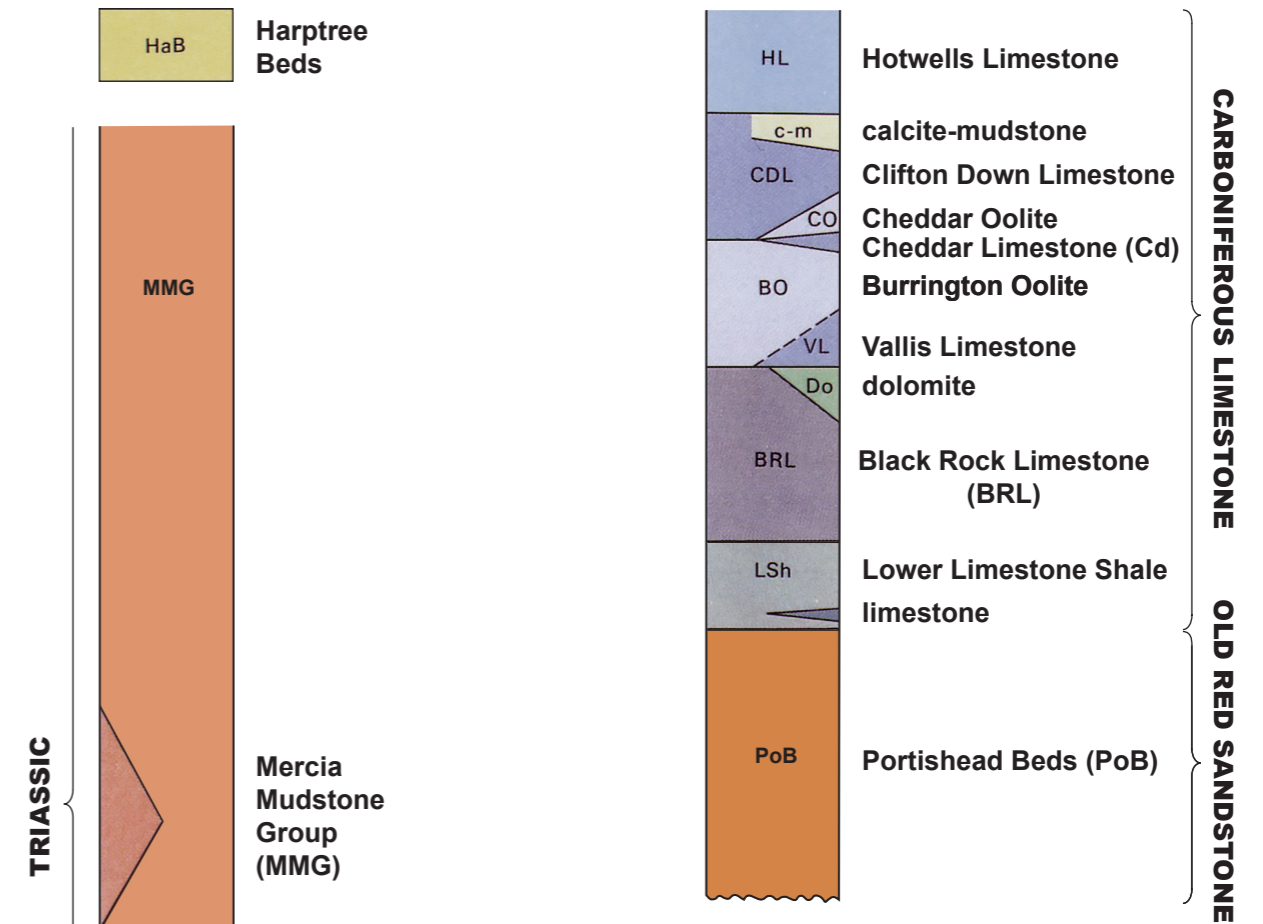 HaB
Harptree
Beds
MMG
TRIASSIC
Mercia
Mudstone
Group
(MMG)
HL
Hotwells Limestone
c-m
calcite-mudstone
CDL
Clifton Down Limestone
CO
Cheddar Oolite
Cheddar Limestone (Cd)
BO
Burrington Oolite
VL
Vallis Limestone
Do
dolomite
BRL
Black Rock Limestone
(BRL)
LSh
Lower Limestone Shale
limestone
CARBONIFEROUS LIMESTONE
PoB
Portishead Beds (PoB)
OLD RED SANDSTONE